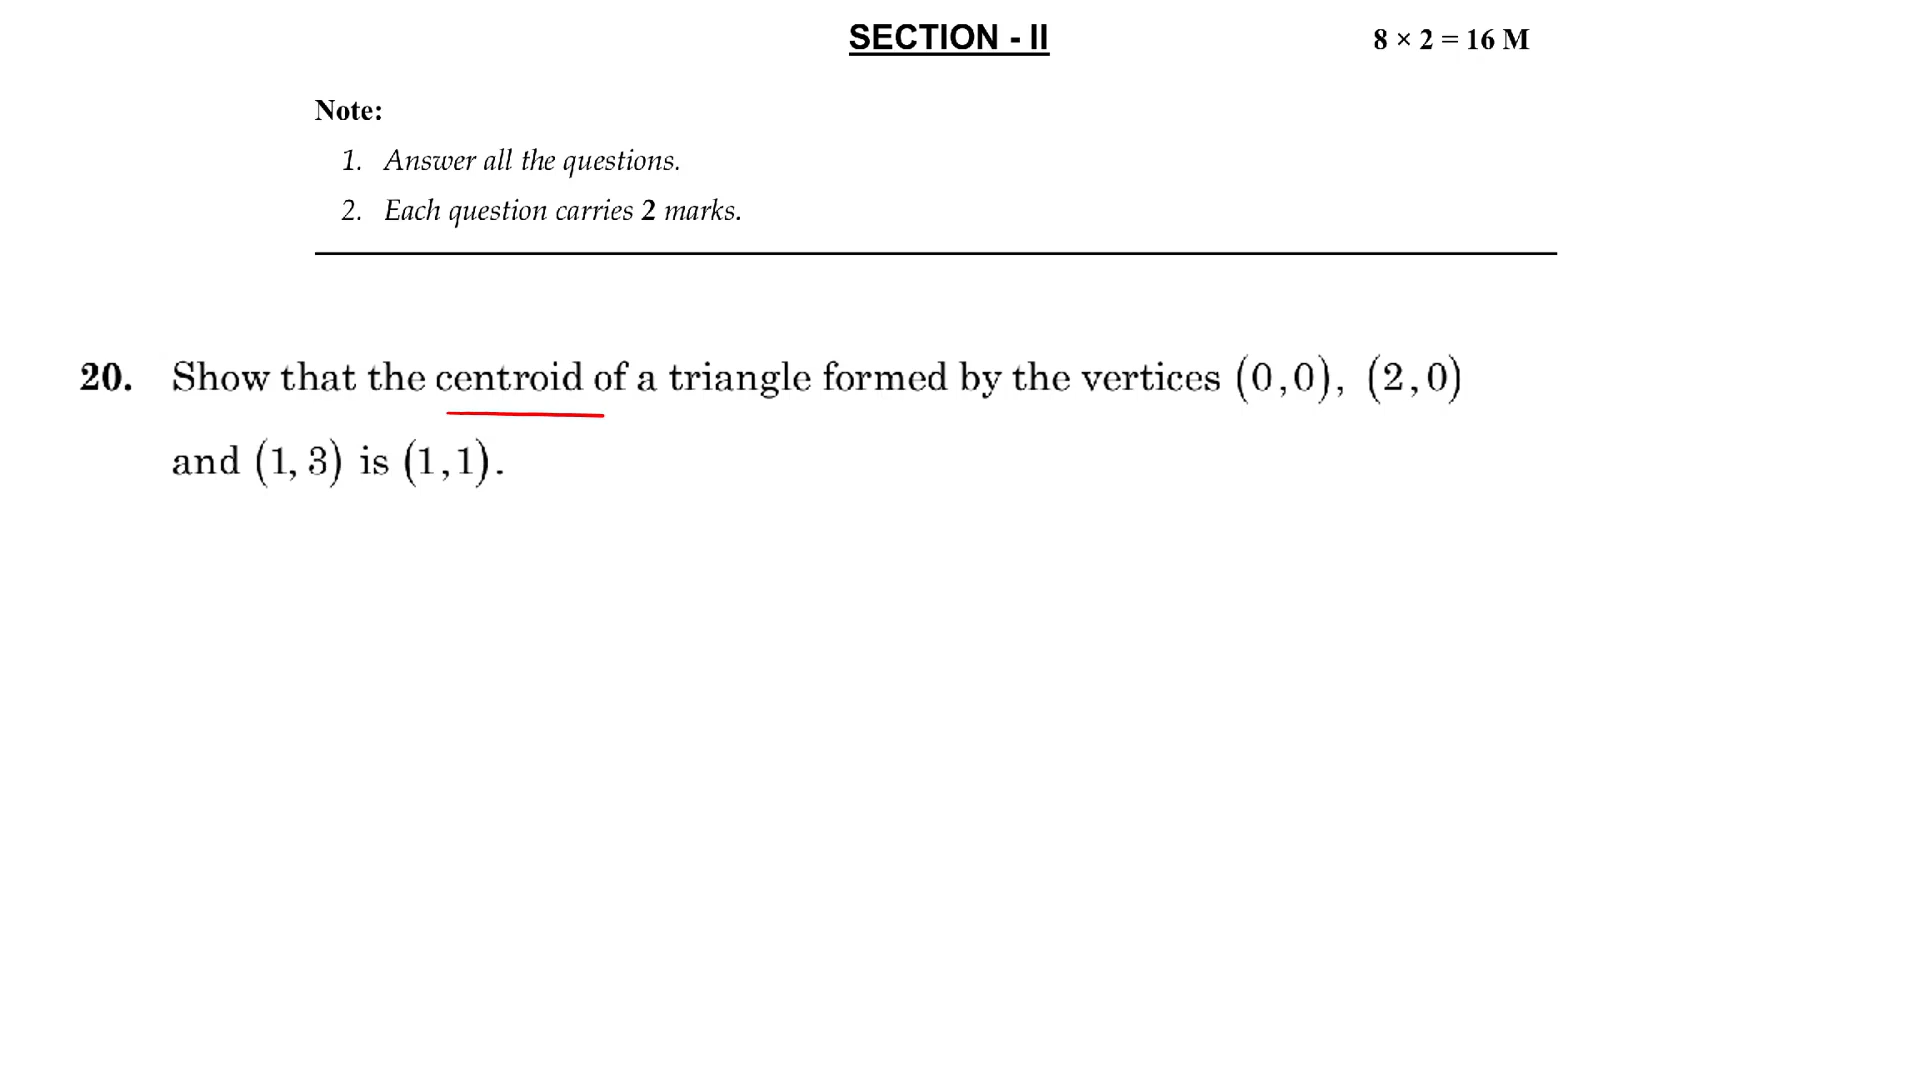 SECTION - II
8 × 2 = 16 M
Note:
1. Answer all the questions.
2. Each question carries 2 marks.
20. Show that the centroid of a triangle formed by the vertices (0,0), (2,0)
and (1, 3) is (1,1).